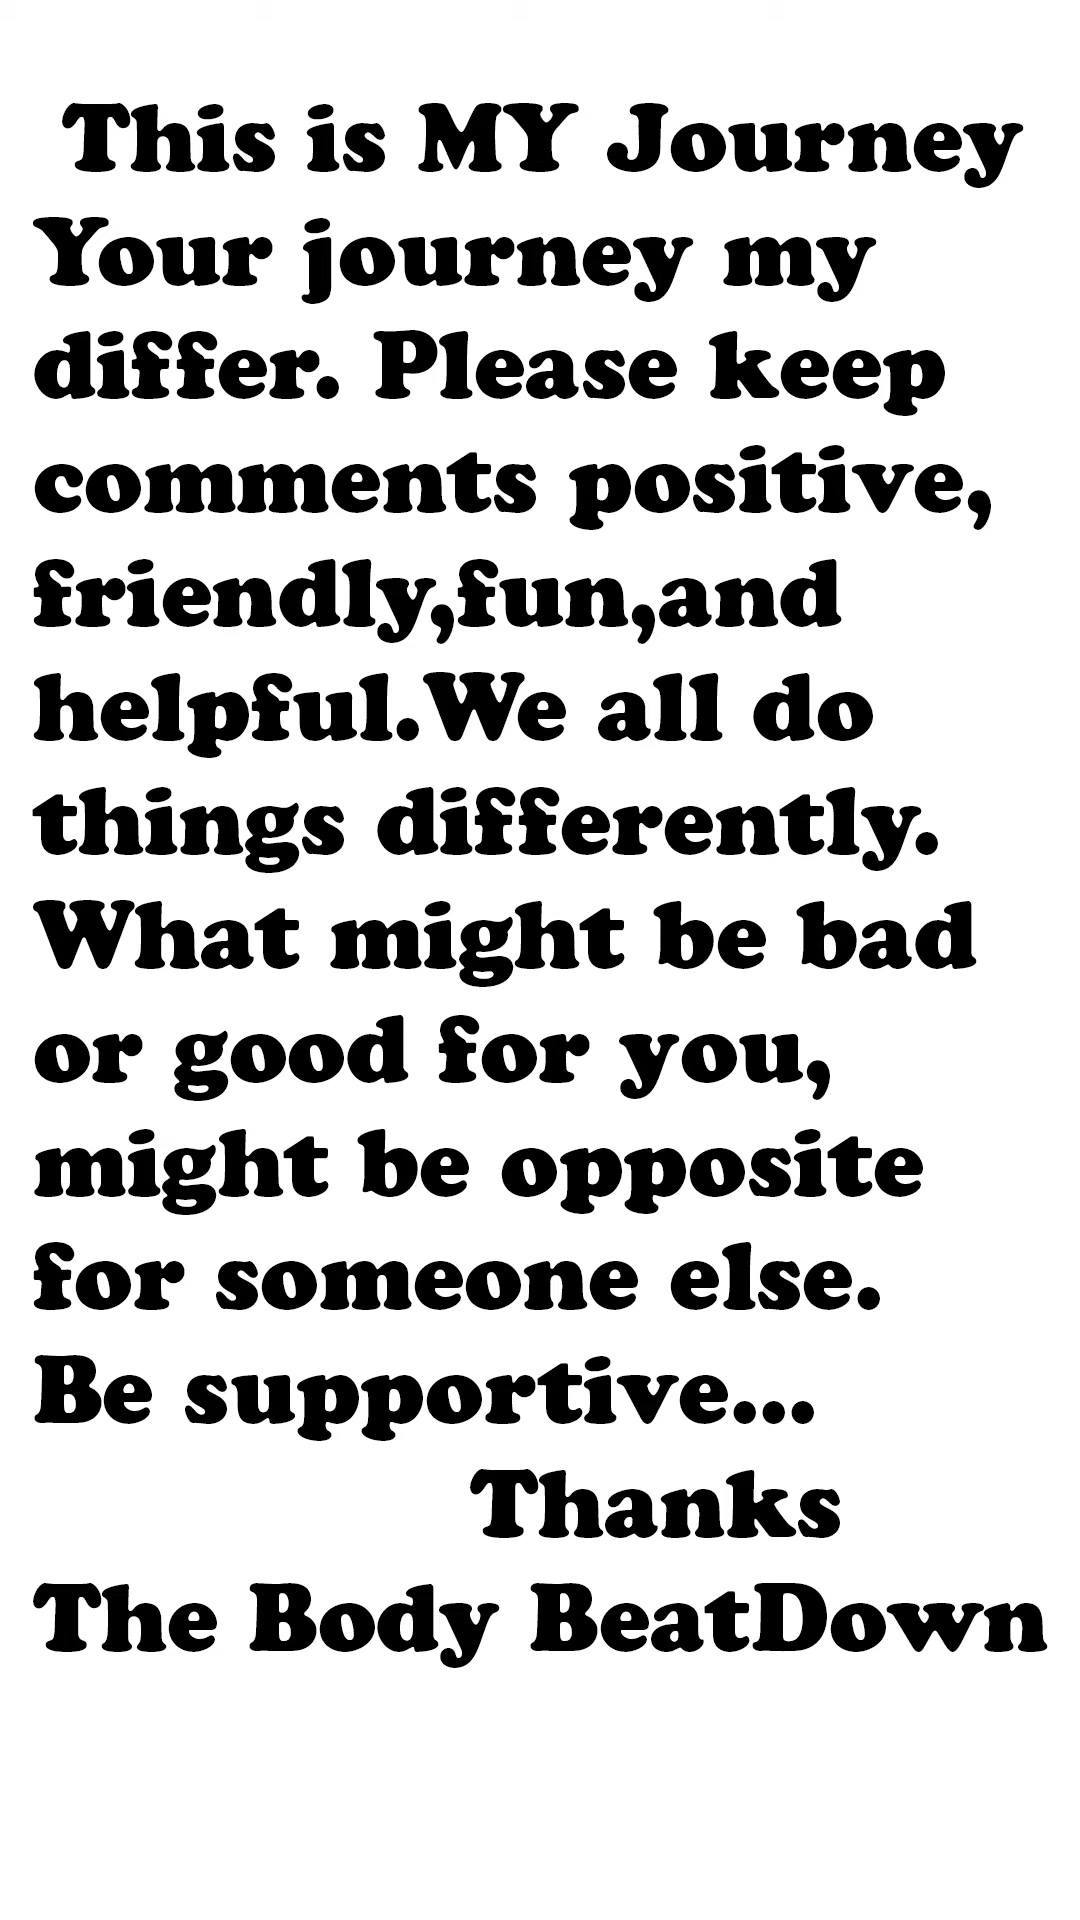 This is MY Journey
Your journey my
differ. Please keep
comments positive,
friendly,fun,and
helpful.We all do
things differently.
What might be bad
or good for you,
might be opposite
for someone else.
Be supportive...
Thanks
The Body BeatDown